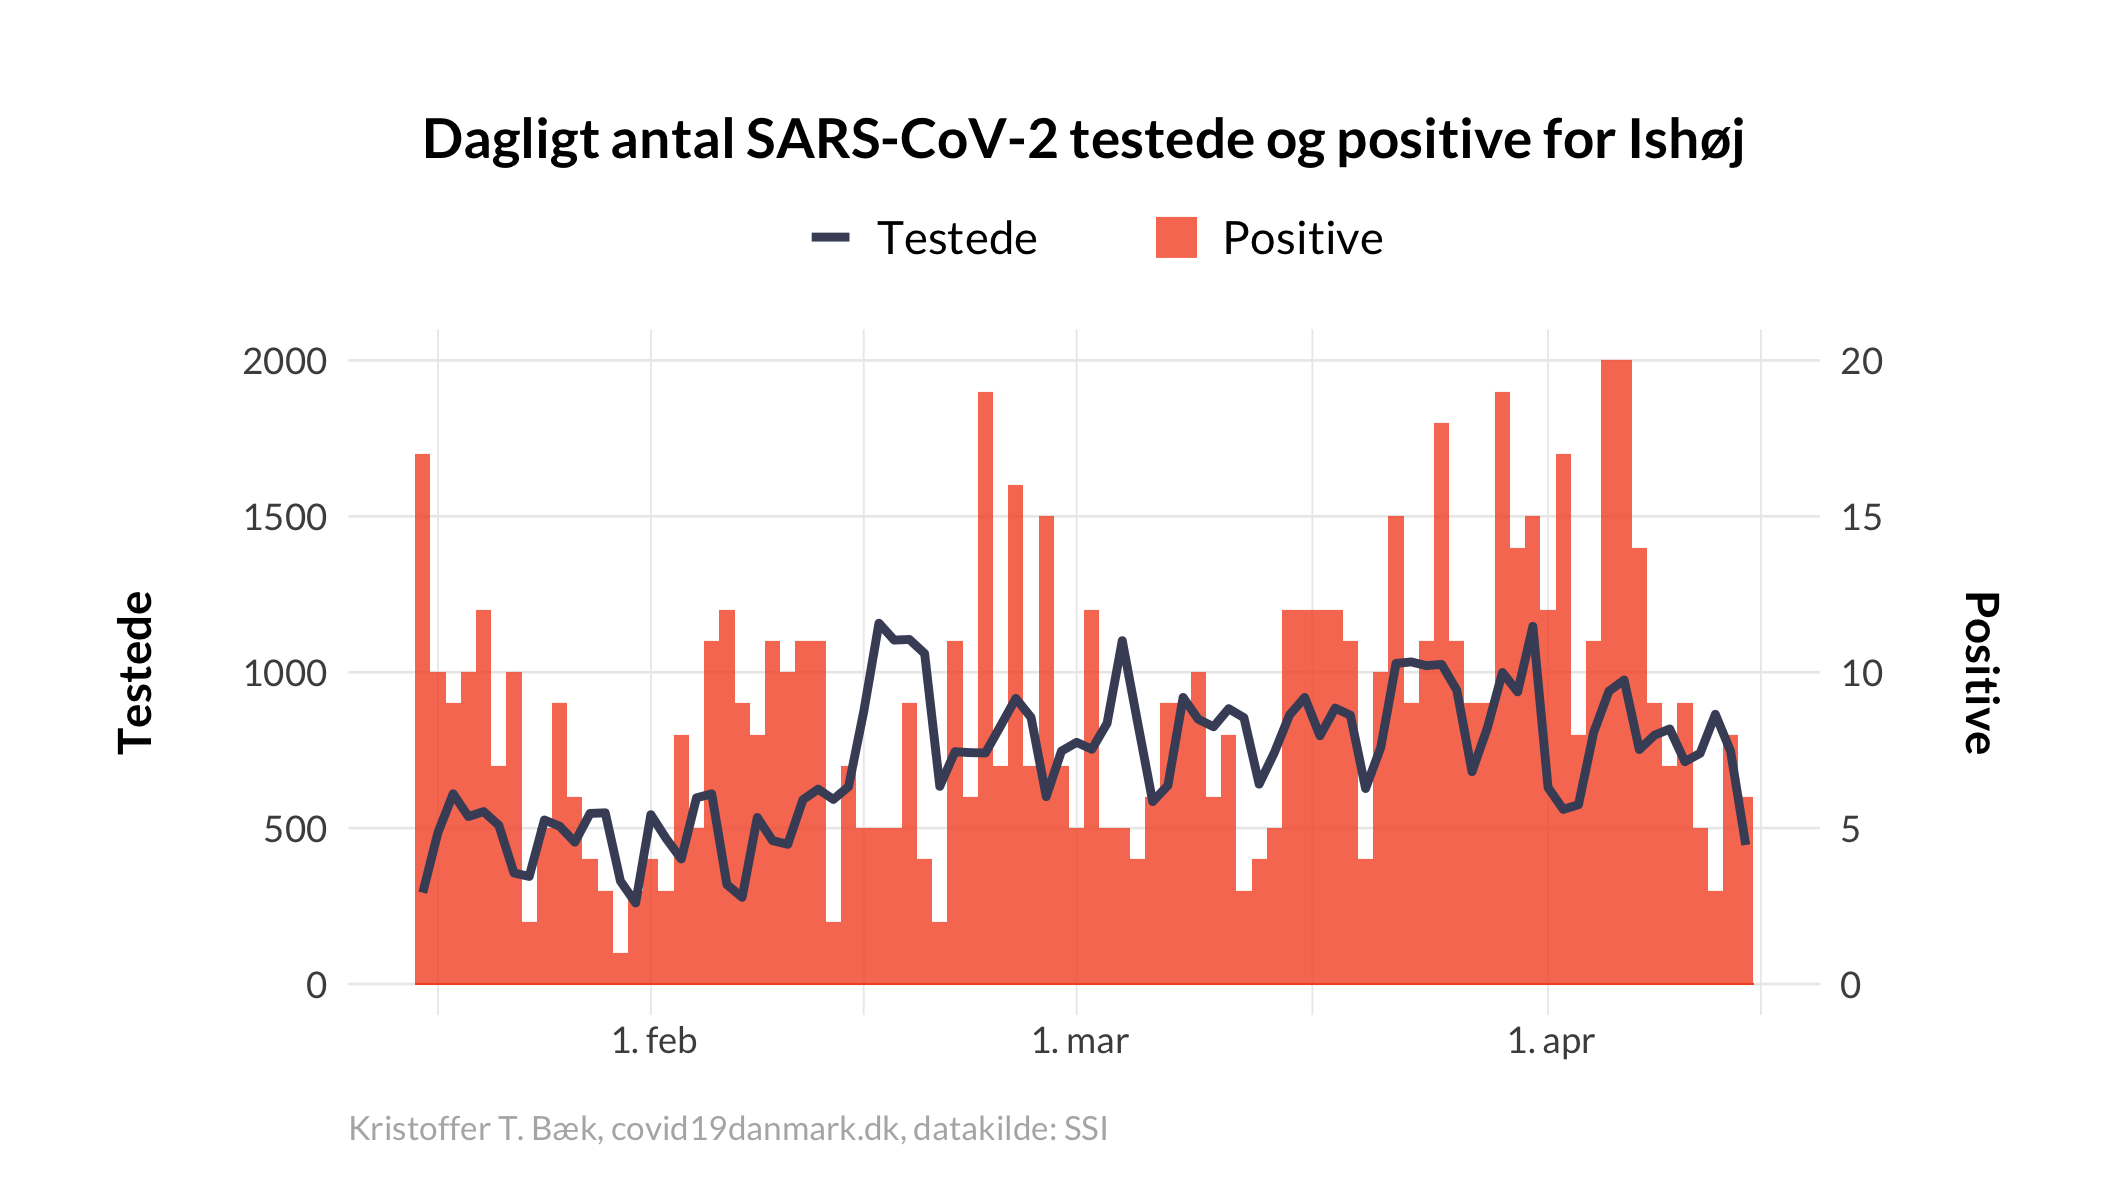 Dagligt antal SARS-CoV-2 testede og positive for Ishøj
Testede
Positive
2000
1500
1000
500
0
Testede
20
15
10
5
0
Positive
1. feb
1. mar
1. apr
Kristoffer T. Bæk, covid19danmark.dk, datakilde: SSI